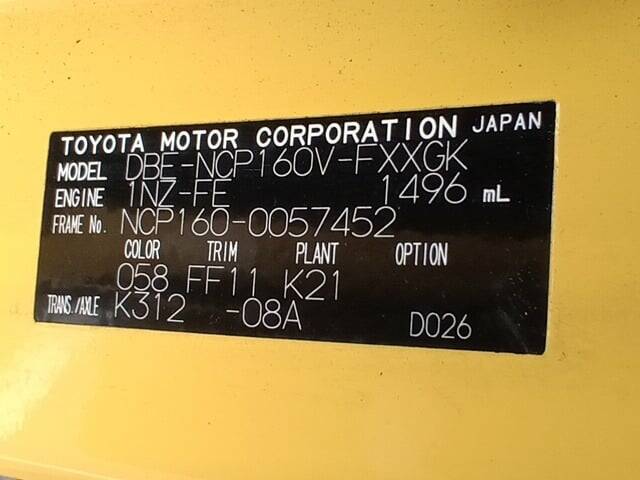 TOYOTA MOTOR CORPORATION JAPAN
MODEL DBE-NCP160V-FXXGK
ENGINE 1NZ-FE 1496 mL
FRAME No. NCP160-0057452
COLOR TRIM PLANT OPTION
058 FF11 K21
TRANS./AXLE K312 -08A D026